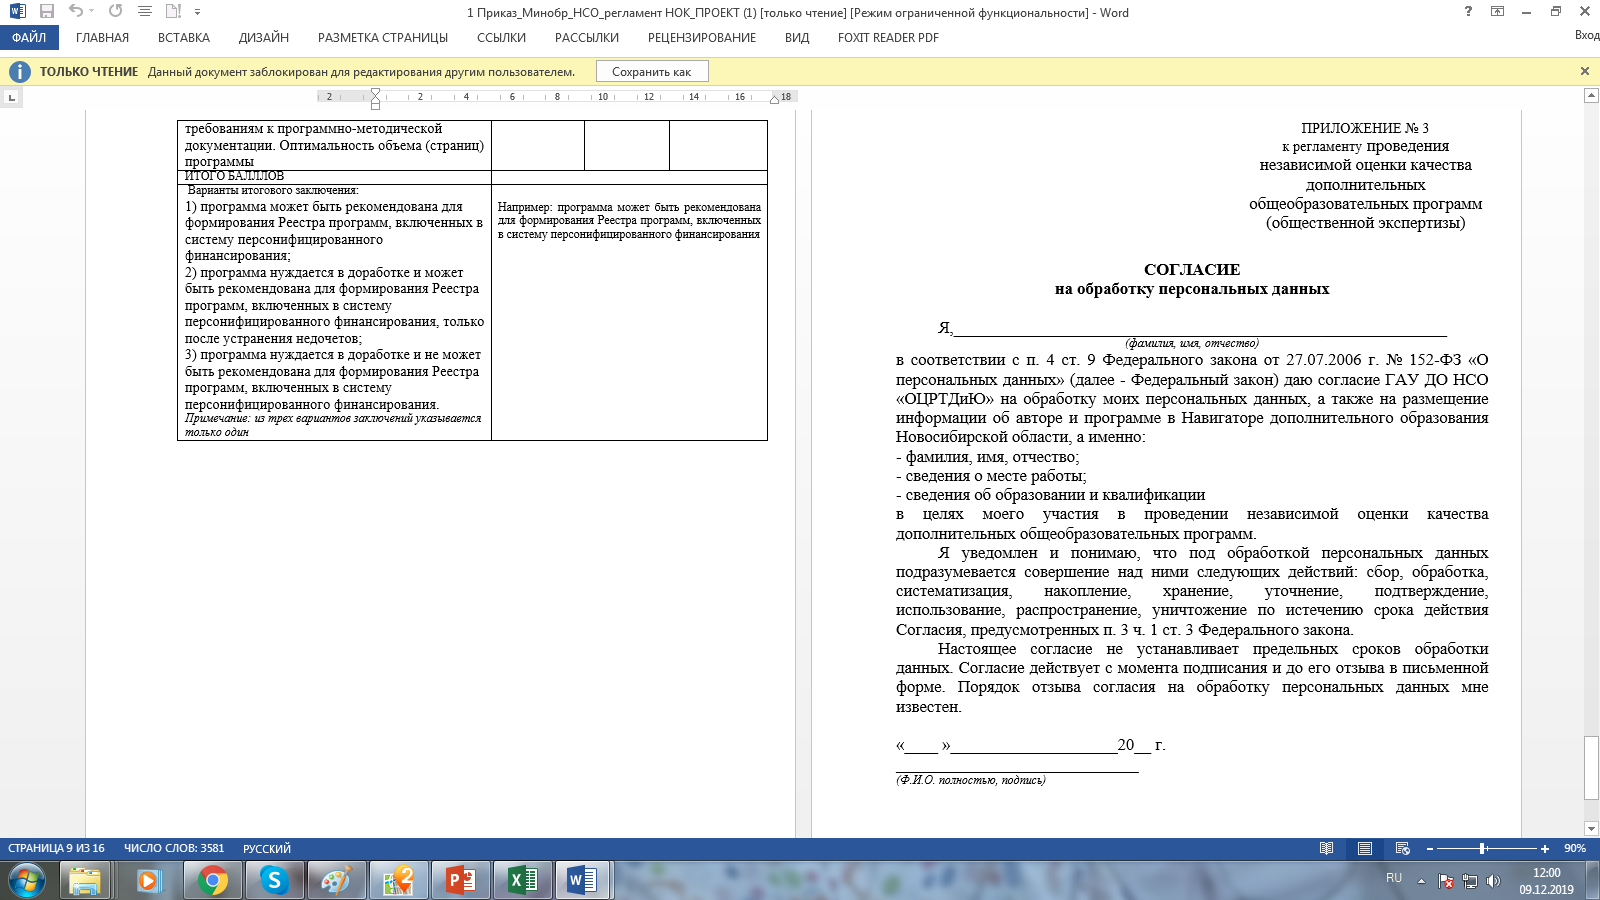 1 Приказ_Минобр_НСО_регламент НОК_ПРОЕКТ (1) [только чтение] [Режим ограниченной функциональности] - Word
ФАЙЛ ГЛАВНАЯ ВСТАВКА ДИЗАЙН РАЗМЕТКА СТРАНИЦЫ ССЫЛКИ РАССЫЛКИ РЕЦЕНЗИРОВАНИЕ ВИД FOXIT READER PDF Вход
ТОЛЬКО ЧТЕНИЕ Данный документ заблокирован для редактирования другим пользователем. Сохранить как
2 2 4 6 8 10 12 14 16 18
требованиям к программно-методической
документации. Оптимальность объема (страниц)
программы
ИТОГО БАЛЛЛОВ
Варианты итогового заключения:
1) программа может быть рекомендована для
формирования Реестра программ, включенных в
систему персонифицированного
финансирования;
2) программа нуждается в доработке и может
быть рекомендована для формирования Реестра
программ, включенных в систему
персонифицированного финансирования, только
после устранения недочетов;
3) программа нуждается в доработке и не может
быть рекомендована для формирования Реестра
программ, включенных в систему
персонифицированного финансирования.
Примечание: из трех вариантов заключений указывается
только один
Например: программа может быть рекомендована
для формирования Реестра программ, включенных
в систему персонифицированного финансирования
ПРИЛОЖЕНИЕ № 3
к регламенту проведения
независимой оценки качества
дополнительных
общеобразовательных программ
(общественной экспертизы)
СОГЛАСИЕ
на обработку персональных данных
Я,___________________________________________________________
(фамилия, имя, отчество)
в соответствии с п. 4 ст. 9 Федерального закона от 27.07.2006 г. № 152-ФЗ «О
персональных данных» (далее - Федеральный закон) даю согласие ГАУ ДО НСО
«ОЦРТДиЮ» на обработку моих персональных данных, а также на размещение
информации об авторе и программе в Навигаторе дополнительного образования
Новосибирской области, а именно:
- фамилия, имя, отчество;
- сведения о месте работы;
- сведения об образовании и квалификации
в целях моего участия в проведении независимой оценки качества
дополнительных общеобразовательных программ.
Я уведомлен и понимаю, что под обработкой персональных данных
подразумевается совершение над ними следующих действий: сбор, обработка,
систематизация, накопление, хранение, уточнение, подтверждение,
использование, распространение, уничтожение по истечению срока действия
Согласия, предусмотренных п. 3 ч. 1 ст. 3 Федерального закона.
Настоящее согласие не устанавливает предельных сроков обработки
данных. Согласие действует с момента подписания и до его отзыва в письменной
форме. Порядок отзыва согласия на обработку персональных данных мне
известен.
«____ »____________________20__ г.
_____________________________
(Ф.И.О. полностью, подпись)
СТРАНИЦА 9 ИЗ 16 ЧИСЛО СЛОВ: 3581 РУССКИЙ 90%
RU 12:00
09.12.2019